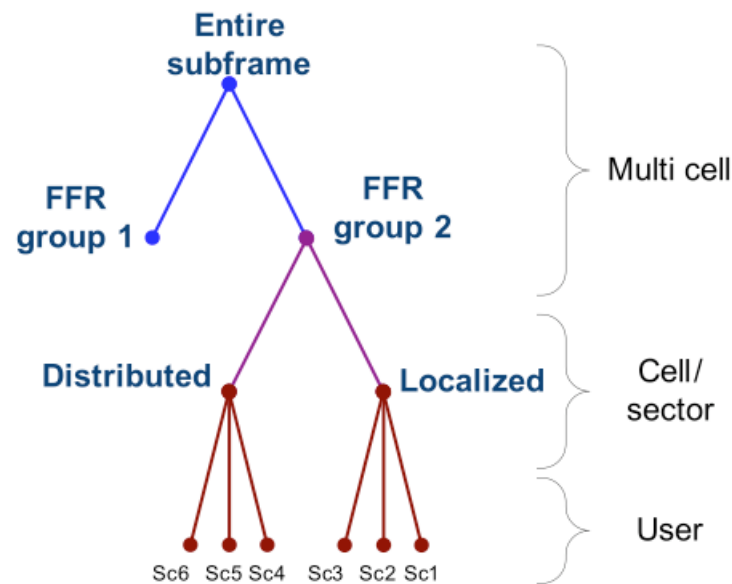 Entire
subframe
Multi cell
FFR
group 1
FFR
group 2
Distributed
Localized
Cell/
sector
User
Sc6 Sc5 Sc4 Sc3 Sc2 Sc1